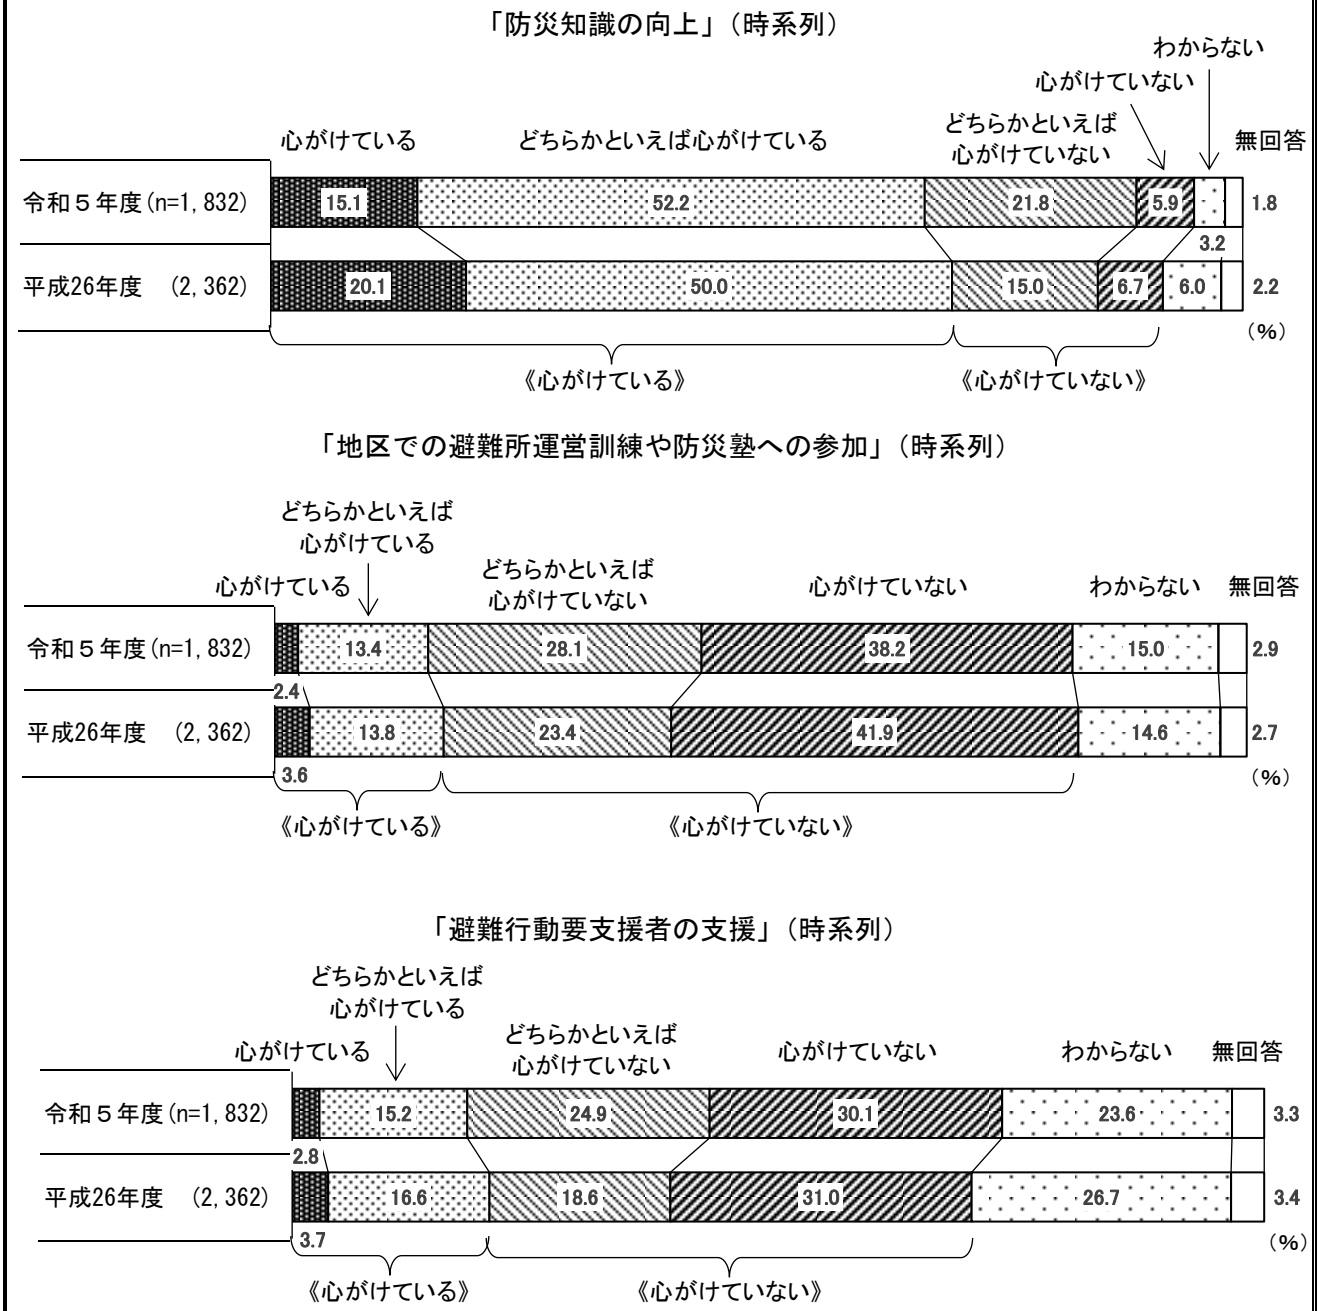 「防災知識の向上」（時系列）
わからない
心がけていない
心がけている
どちらかといえば心がけている
どちらかといえば
心がけていない
無回答
令和５年度(n=1,832)
15.1
52.2
21.8
5.9
1.8
3.2
平成26年度 (2,362)
20.1
50.0
15.0
6.7
6.0
2.2
(%)
《心がけている》
《心がけていない》
「地区での避難所運営訓練や防災塾への参加」（時系列）
どちらかといえば
心がけている
心がけている
どちらかといえば
心がけていない
心がけていない
わからない
無回答
令和５年度(n=1,832)
13.4
28.1
38.2
15.0
2.9
2.4
平成26年度 (2,362)
13.8
23.4
41.9
14.6
2.7
3.6
(%)
《心がけている》
《心がけていない》
「避難行動要支援者の支援」（時系列）
どちらかといえば
心がけている
心がけている
どちらかといえば
心がけていない
心がけていない
わからない
無回答
令和５年度(n=1,832)
15.2
24.9
30.1
23.6
3.3
2.8
平成26年度 (2,362)
16.6
18.6
31.0
26.7
3.4
3.7
(%)
《心がけている》
《心がけていない》